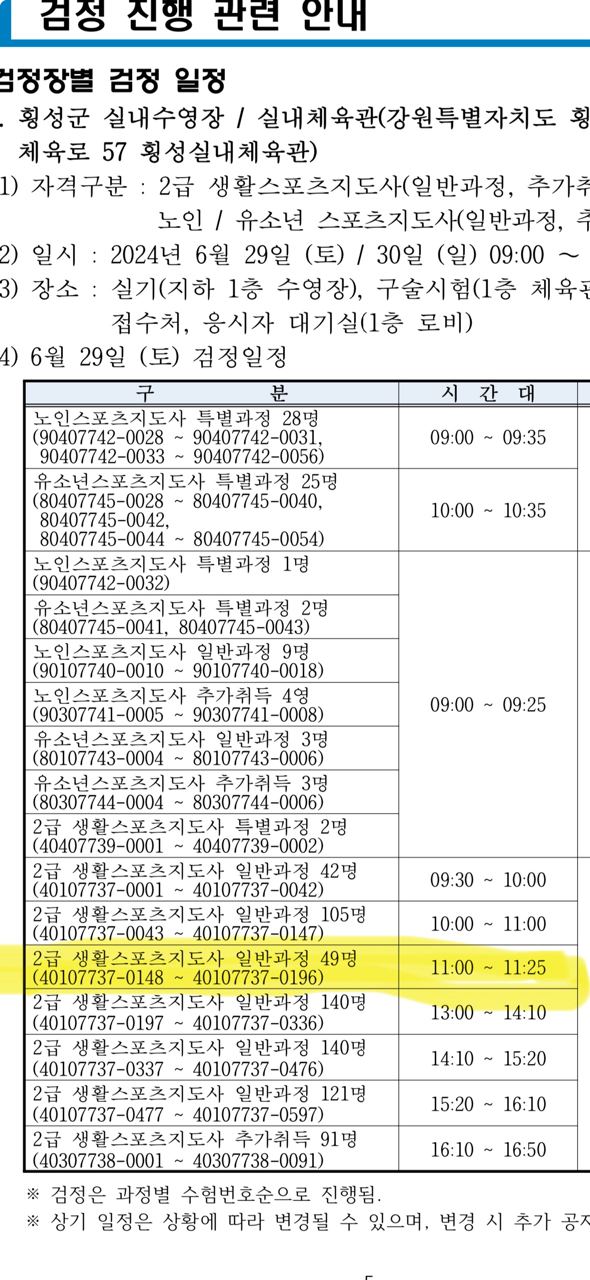 검정 진행 관련 안내
검정장별 검정 일정
. 횡성군 실내수영장 / 실내체육관(강원특별자치도 횡
체육로 57 횡성실내체육관)
1) 자격구분 : 2급 생활스포츠지도사(일반과정, 추가취
노인 / 유소년 스포츠지도사(일반과정, 추
2) 일시 : 2024년 6월 29일 (토) / 30일 (일) 09:00 ~
3) 장소 : 실기(지하 1층 수영장), 구술시험(1층 체육관
접수처, 응시자 대기실(1층 로비)
4) 6월 29일 (토) 검정일정
구 분 시 간 대
노인스포츠지도사 특별과정 28명
(90407742-0028 ~ 90407742-0031,
90407742-0033 ~ 90407742-0056)
09:00 ~ 09:35
유소년스포츠지도사 특별과정 25명
(80407745-0028 ~ 80407745-0040,
80407745-0042,
80407745-0044 ~ 80407745-0054)
10:00 ~ 10:35
노인스포츠지도사 특별과정 1명
(90407742-0032)
유소년스포츠지도사 특별과정 2명
(80407745-0041, 80407745-0043)
노인스포츠지도사 일반과정 9명
(90107740-0010 ~ 90107740-0018)
노인스포츠지도사 추가취득 4영
(90307741-0005 ~ 90307741-0008)
09:00 ~ 09:25
유소년스포츠지도사 일반과정 3명
(80107743-0004 ~ 80107743-0006)
유소년스포츠지도사 추가취득 3명
(80307744-0004 ~ 80307744-0006)
2급 생활스포츠지도사 특별과정 2명
(40407739-0001 ~ 40407739-0002)
2급 생활스포츠지도사 일반과정 42명
(40107737-0001 ~ 40107737-0042)
09:30 ~ 10:00
2급 생활스포츠지도사 일반과정 105명
(40107737-0043 ~ 40107737-0147)
10:00 ~ 11:00
2급 생활스포츠지도사 일반과정 49명
(40107737-0148 ~ 40107737-0196)
11:00 ~ 11:25
2급 생활스포츠지도사 일반과정 140명
(40107737-0197 ~ 40107737-0336)
13:00 ~ 14:10
2급 생활스포츠지도사 일반과정 140명
(40107737-0337 ~ 40107737-0476)
14:10 ~ 15:20
2급 생활스포츠지도사 일반과정 121명
(40107737-0477 ~ 40107737-0597)
15:20 ~ 16:10
2급 생활스포츠지도사 추가취득 91명
(40307738-0001 ~ 40307738-0091)
16:10 ~ 16:50
※ 검정은 과정별 수험번호순으로 진행됨.
※ 상기 일정은 상황에 따라 변경될 수 있으며, 변경 시 추가 공지